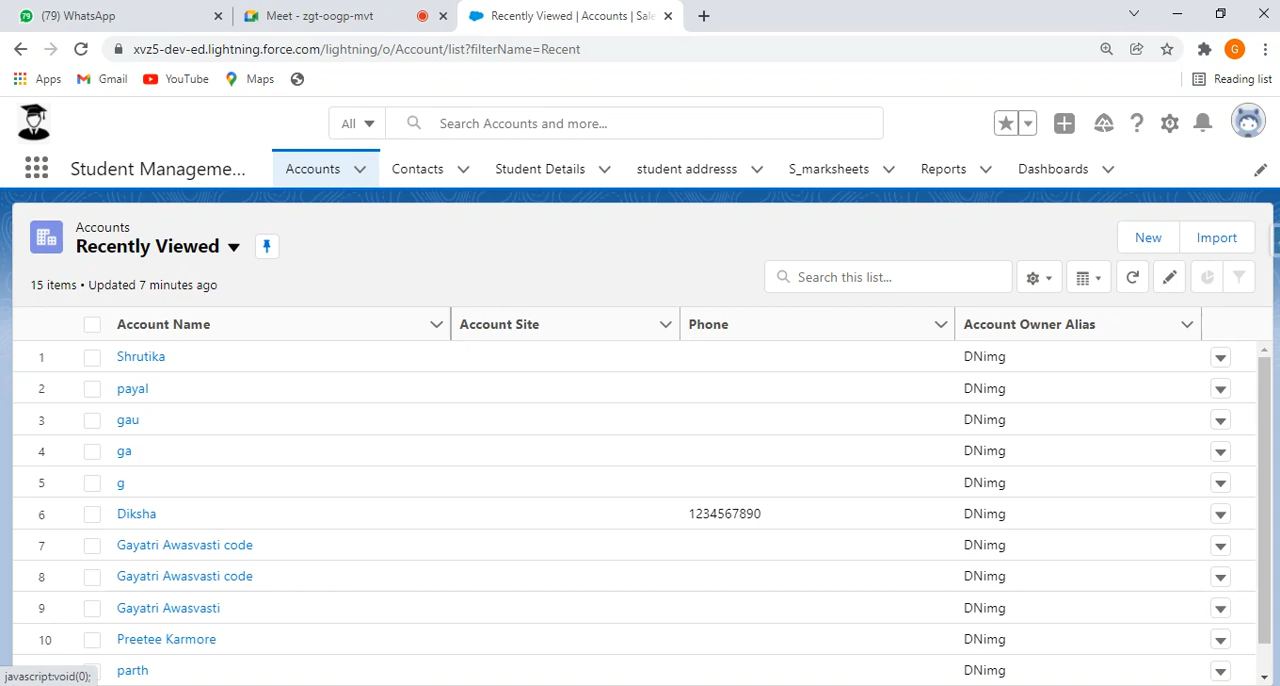 (79) WhatsApp
Meet - zgt-oogp-mvt
Recently Viewed | Accounts | Sale
xvz5-dev-ed.lightning.force.com/lightning/o/Account/list?filterName=Recent
G
Apps
Gmail
YouTube
Maps
Reading list
All
Search Accounts and more...
Student Manageme...
Accounts
Contacts
Student Details
student addresss
S_marksheets
Reports
Dashboards
Accounts
Recently Viewed
New
Import
15 items • Updated 7 minutes ago
Search this list...
Account Name
Account Site
Phone
Account Owner Alias
1 Shrutika DNimg
2 payal DNimg
3 gau DNimg
4 ga DNimg
5 g DNimg
6 Diksha 1234567890 DNimg
7 Gayatri Awasvasti code DNimg
8 Gayatri Awasvasti code DNimg
9 Gayatri Awasvasti DNimg
10 Preetee Karmore DNimg
parth DNimg
javascript:void(0);